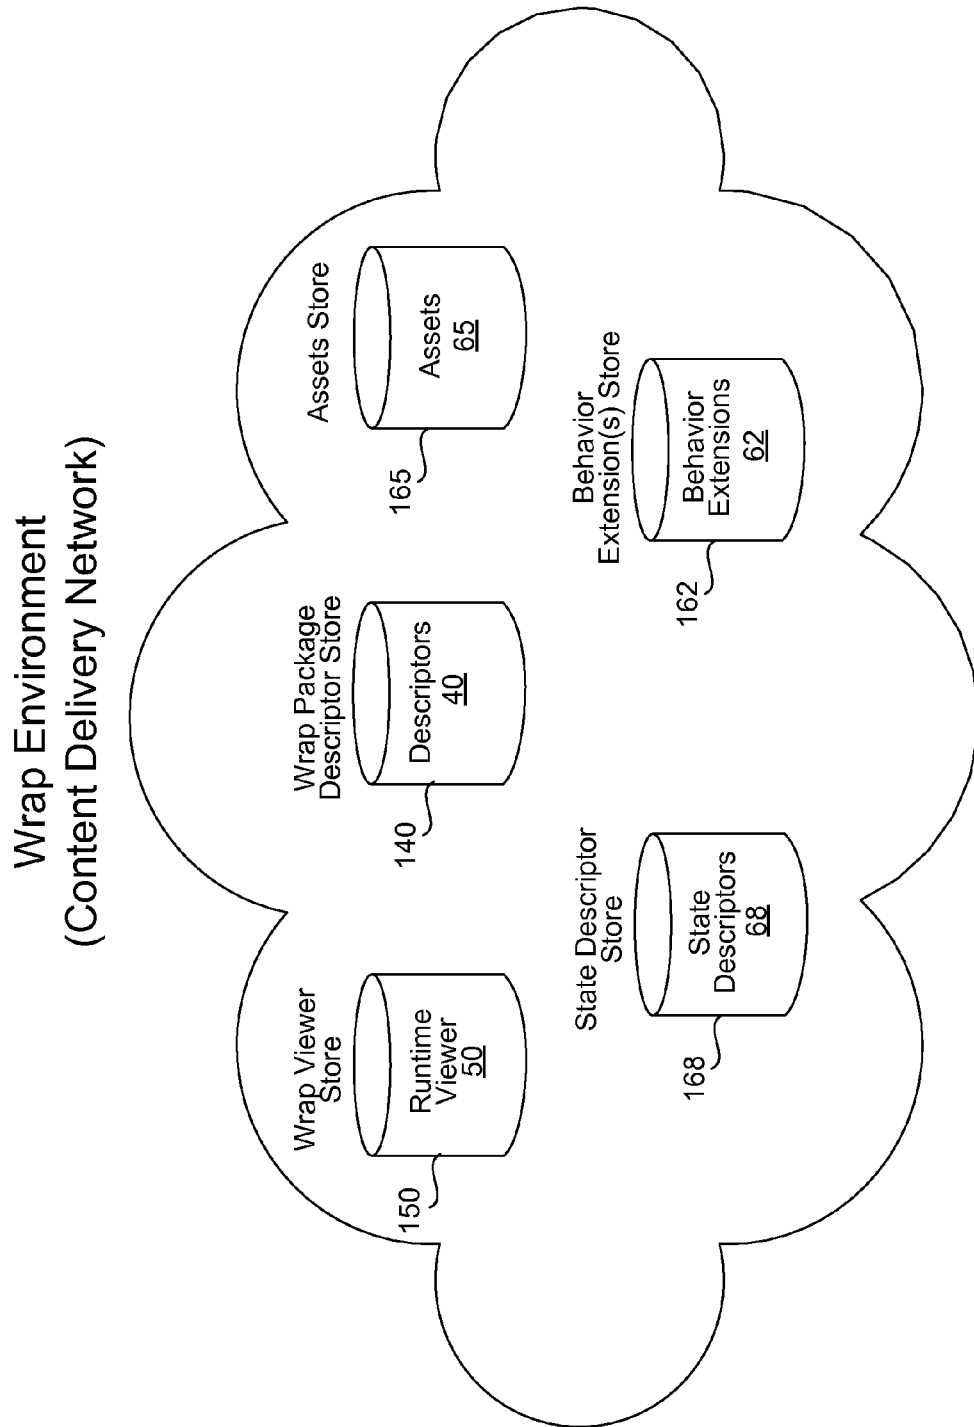 Wrap Environment
(Content Delivery Network)
Wrap Viewer
Store
Runtime
Viewer
50
150
Wrap Package
Descriptor Store
Descriptors
40
140
Assets Store
Assets
65
165
State Descriptor
Store
State
Descriptors
68
168
Behavior
Extension(s) Store
Behavior
Extensions
62
162